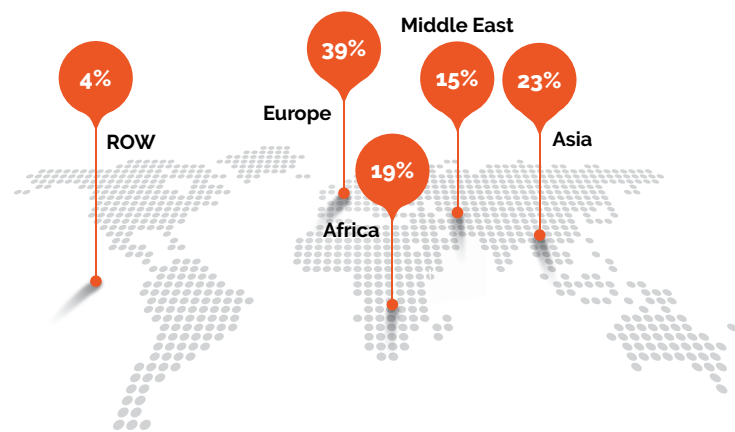 4%
ROW
39%
Europe
19%
Africa
Middle East
15%
23%
Asia